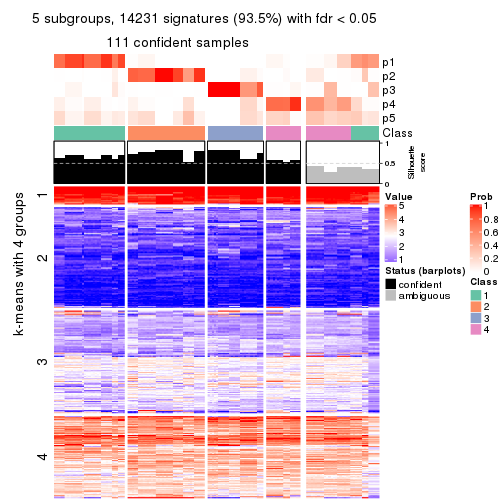 5 subgroups, 14231 signatures (93.5%) with fdr < 0.05
111 confident samples
p1
p2
p3
p4
p5
Class
1
0.5
0
Silhouette
score
k-means with 4 groups
1
2
3
4
Value
5
4
3
2
1
Status (barplots)
confident
ambiguous
Prob
1
0.8
0.6
0.4
0.2
0
Class
1
2
3
4